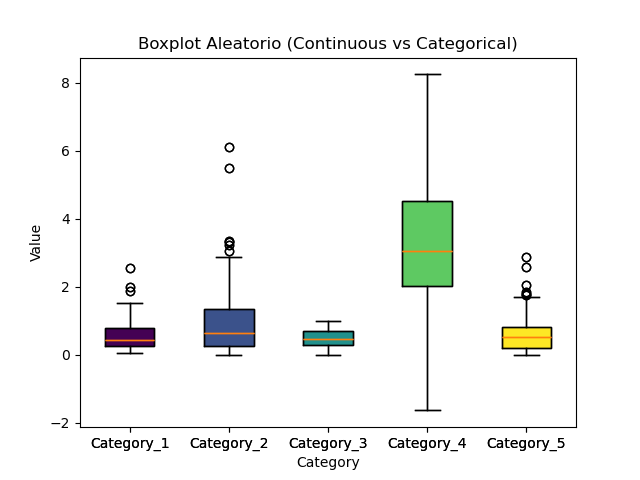 Boxplot Aleatorio (Continuous vs Categorical)
Value
8
6
4
2
0
−2
Category_1 Category_2 Category_3 Category_4 Category_5
Category